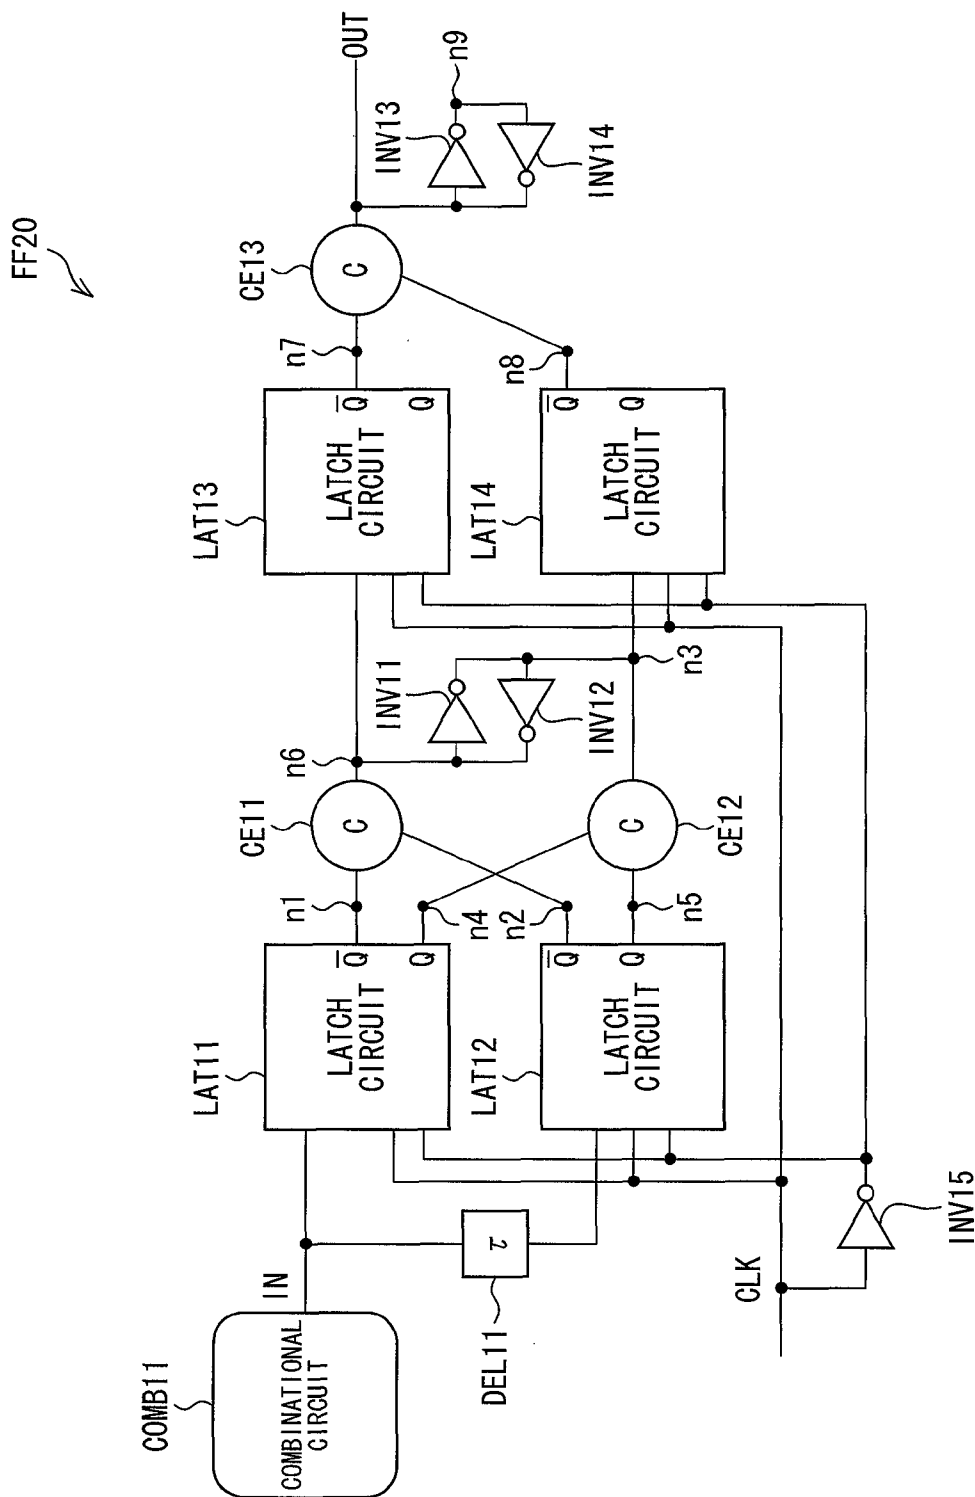 FF20
COMB11
COMBINATIONAL
CIRCUIT
IN
DEL11
τ
CLK
INV15
LAT11
LATCH
CIRCUIT
Q̅
Q
LAT12
LATCH
CIRCUIT
Q̅
Q
n1
n4
n2
n5
CE11
C
CE12
C
n6
INV11
INV12
n3
LAT13
LATCH
CIRCUIT
Q̅
Q
LAT14
LATCH
CIRCUIT
Q̅
Q
n7
n8
CE13
C
INV13
INV14
n9
OUT